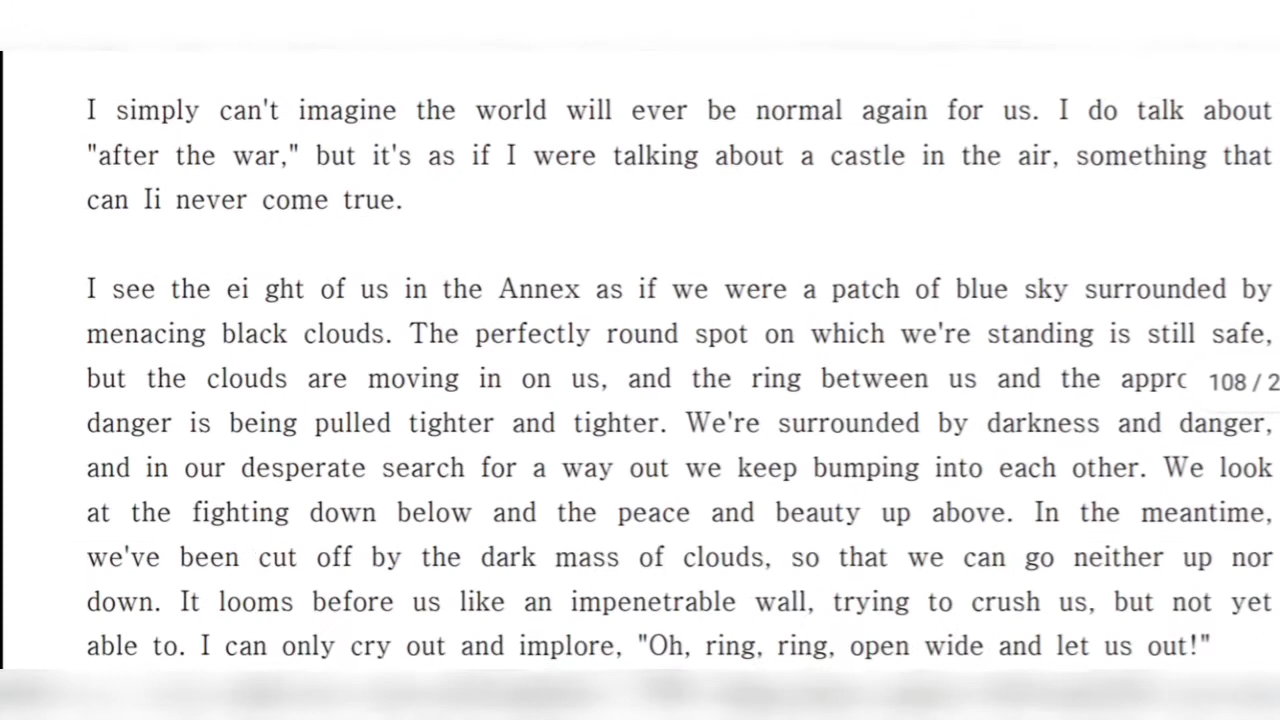 I simply can't imagine the world will ever be normal again for us. I do talk about
"after the war," but it's as if I were talking about a castle in the air, something that
can Ii never come true.
I see the ei ght of us in the Annex as if we were a patch of blue sky surrounded by
menacing black clouds. The perfectly round spot on which we're standing is still safe,
but the clouds are moving in on us, and the ring between us and the 108 / 2
danger is being pulled tighter and tighter. We're surrounded by darkness and danger,
and in our desperate search for a way out we keep bumping into each other. We look
at the fighting down below and the peace and beauty up above. In the meantime,
we've been cut off by the dark mass of clouds, so that we can go neither up nor
down. It looms before us like an impenetrable wall, trying to crush us, but not yet
able to. I can only cry out and implore, "Oh, ring, ring, open wide and let us out!"